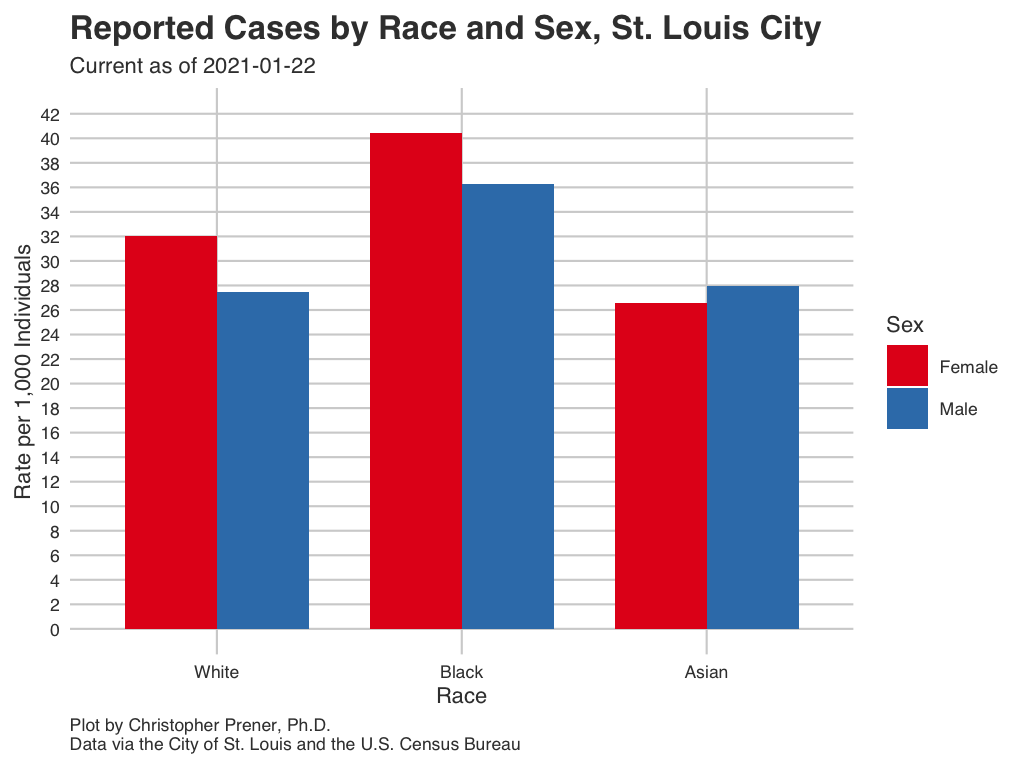 Reported Cases by Race and Sex, St. Louis City
Current as of 2021-01-22
Rate per 1,000 Individuals
42
40
38
36
34
32
30
28
26
24
22
20
18
16
14
12
10
8
6
4
2
0
White
Black
Asian
Race
Sex
Female
Male
Plot by Christopher Prener, Ph.D.
Data via the City of St. Louis and the U.S. Census Bureau